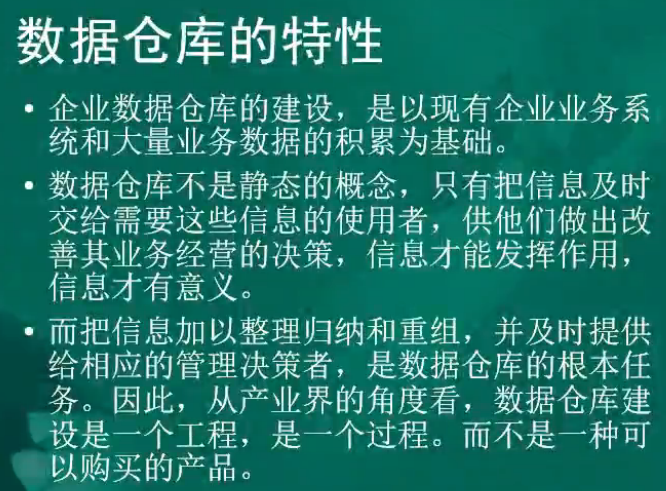 数据仓库的特性
• 企业数据仓库的建设，是以现有企业业务系
统和大量业务数据的积累为基础。
• 数据仓库不是静态的概念，只有把信息及时
交给需要这些信息的使用者，供他们做出改
善其业务经营的决策，信息才能发挥作用，
信息才有意义。
• 而把信息加以整理归纳和重组，并及时提供
给相应的管理决策者，是数据仓库的根本任
务。因此，从产业界的角度看，数据仓库建
设是一个工程，是一个过程。而不是一种可
以购买的产品。